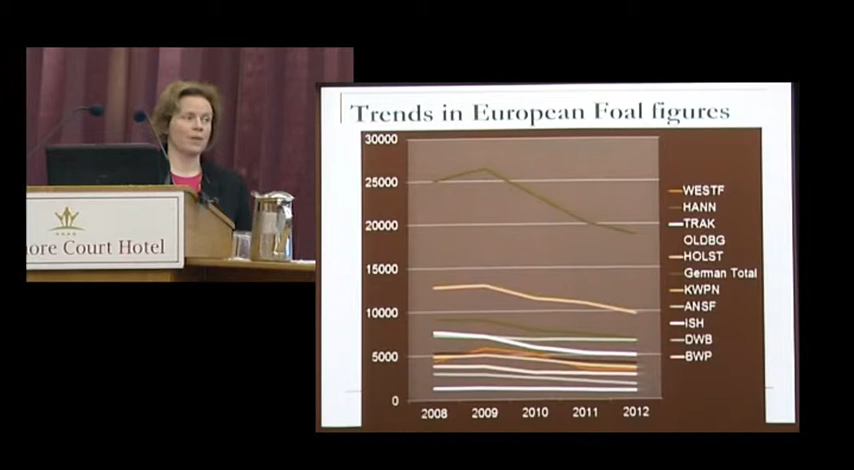 ore Court Hotel
Trends in European Foal figures
30000
25000
20000
15000
10000
5000
0
2008 2009 2010 2011 2012
WESTF
HANN
TRAK
OLDBG
HOLST
German Total
KWPN
ANSF
ISH
DWB
BWP